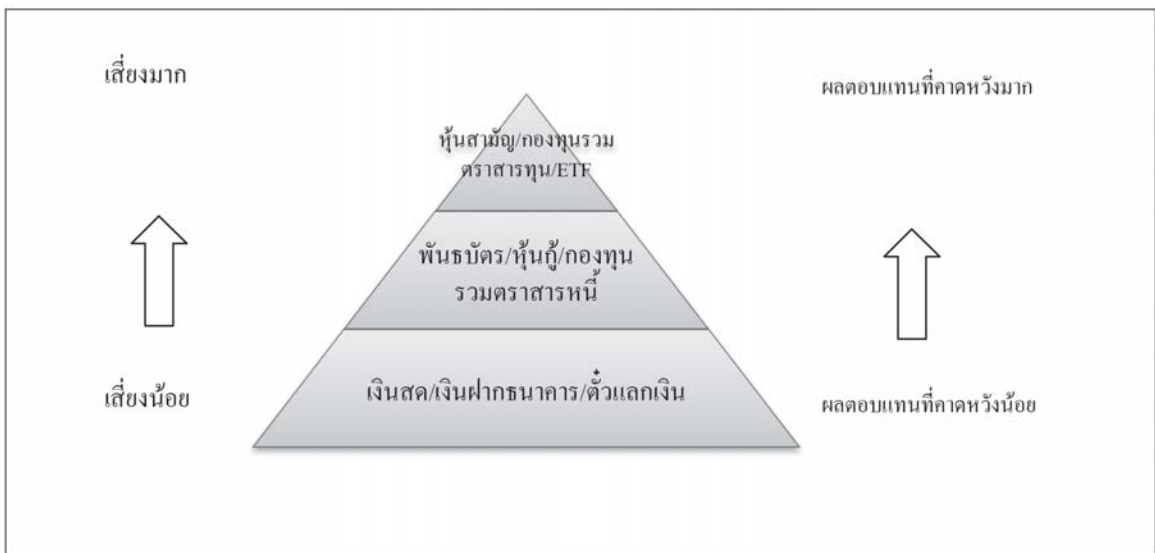 เสี่ยงมาก
ผลตอบแทนที่คาดหวังมาก
หุ้นสามัญ/กองทุนรวม
ตราสารทุน/ETF
พันธบัตร/หุ้นกู้/กองทุน
รวมตราสารหนี้
เงินสด/เงินฝากธนาคาร/ตั๋วแลกเงิน
เสี่ยงน้อย
ผลตอบแทนที่คาดหวังน้อย